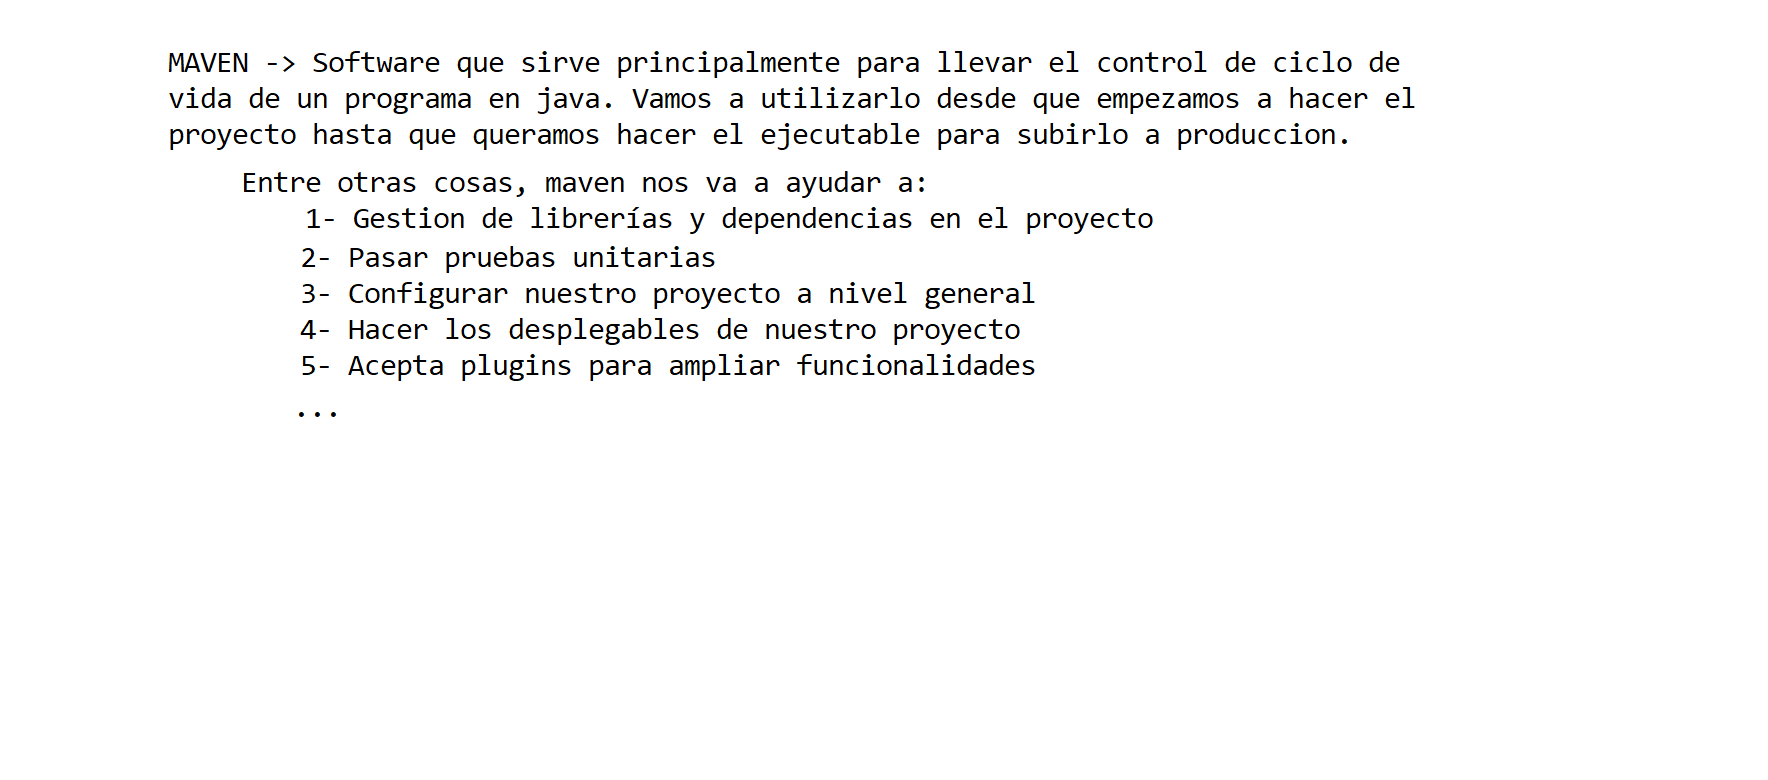 MAVEN -> Software que sirve principalmente para llevar el control de ciclo de
vida de un programa en java. Vamos a utilizarlo desde que empezamos a hacer el
proyecto hasta que queramos hacer el ejecutable para subirlo a produccion.
Entre otras cosas, maven nos va a ayudar a:
1- Gestion de librerías y dependencias en el proyecto
2- Pasar pruebas unitarias
3- Configurar nuestro proyecto a nivel general
4- Hacer los desplegables de nuestro proyecto
5- Acepta plugins para ampliar funcionalidades
...